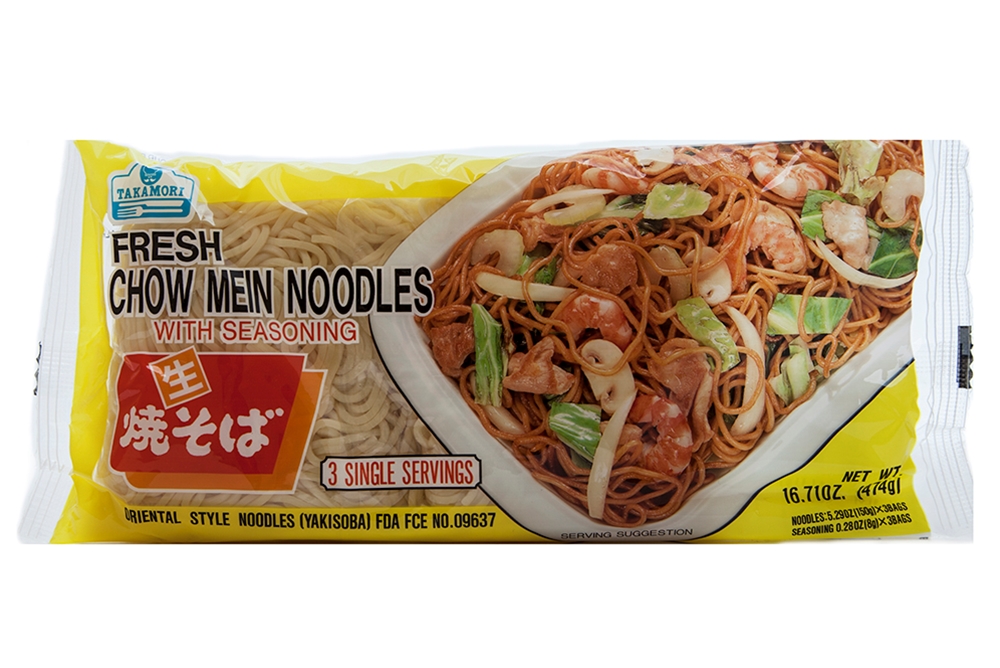 TAKAMORI
FRESH
CHOW MEIN NOODLES
WITH SEASONING
生
焼そば
3 SINGLE SERVINGS
ORIENTAL STYLE NOODLES (YAKISOBA) FDA FCE NO.09637
SERVING SUGGESTION
NET WT.
16.71OZ. (474g)
NOODLES:5.29OZ(150g)×3BAGS
SEASONING 0.28OZ(8g)×3BAGS